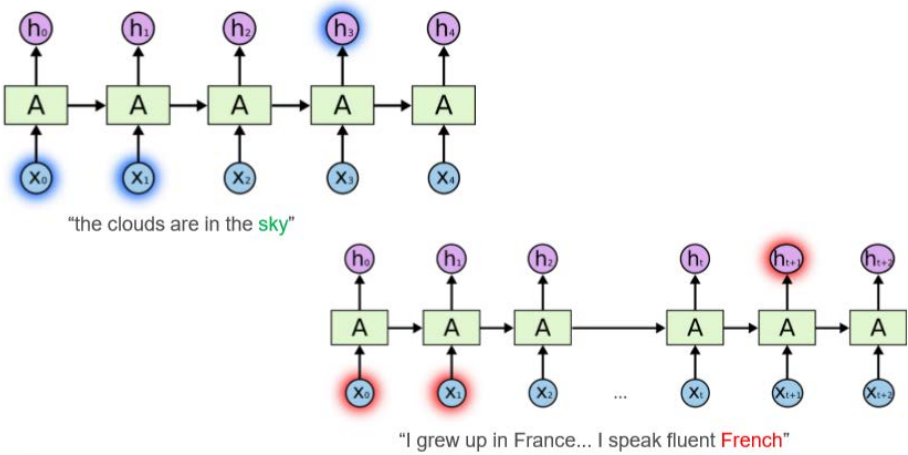 h₀ h₁ h₂ h₃ h₄
A A A A A
x₀ x₁ x₂ x₃ x₄
“the clouds are in the sky”
h₀ h₁ h₂ hₜ hₜ₊₁ hₜ₊₂
A A A A A A
x₀ x₁ x₂ ... xₜ xₜ₊₁ xₜ₊₂
“I grew up in France... I speak fluent French”